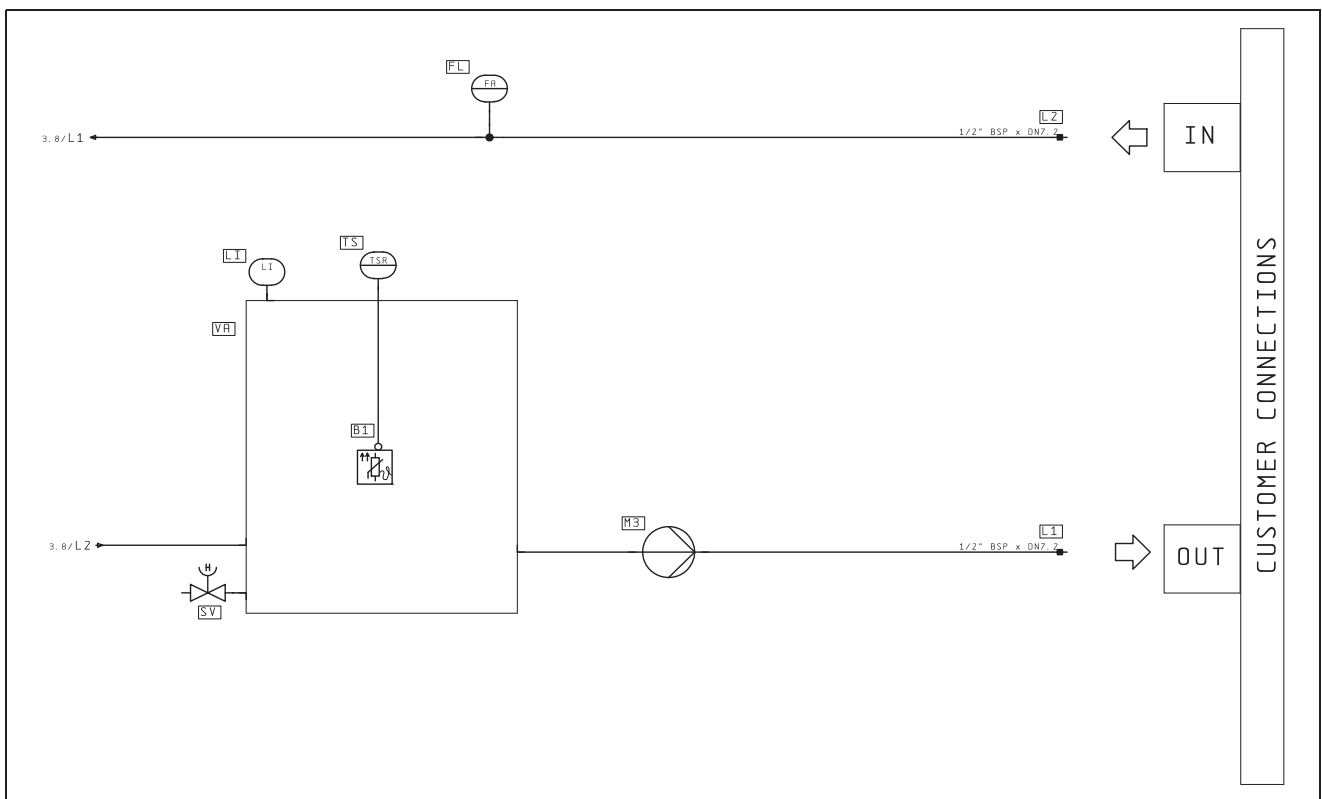 FL
FA
3.8/L1
L2
1/2" BSP x DN7.2
IN
TS
TSR
LI
LI
VA
B1
CUSTOMER CONNECTIONS
M3
L1
3.8/L2
1/2" BSP x DN7.2
OUT
H
SV